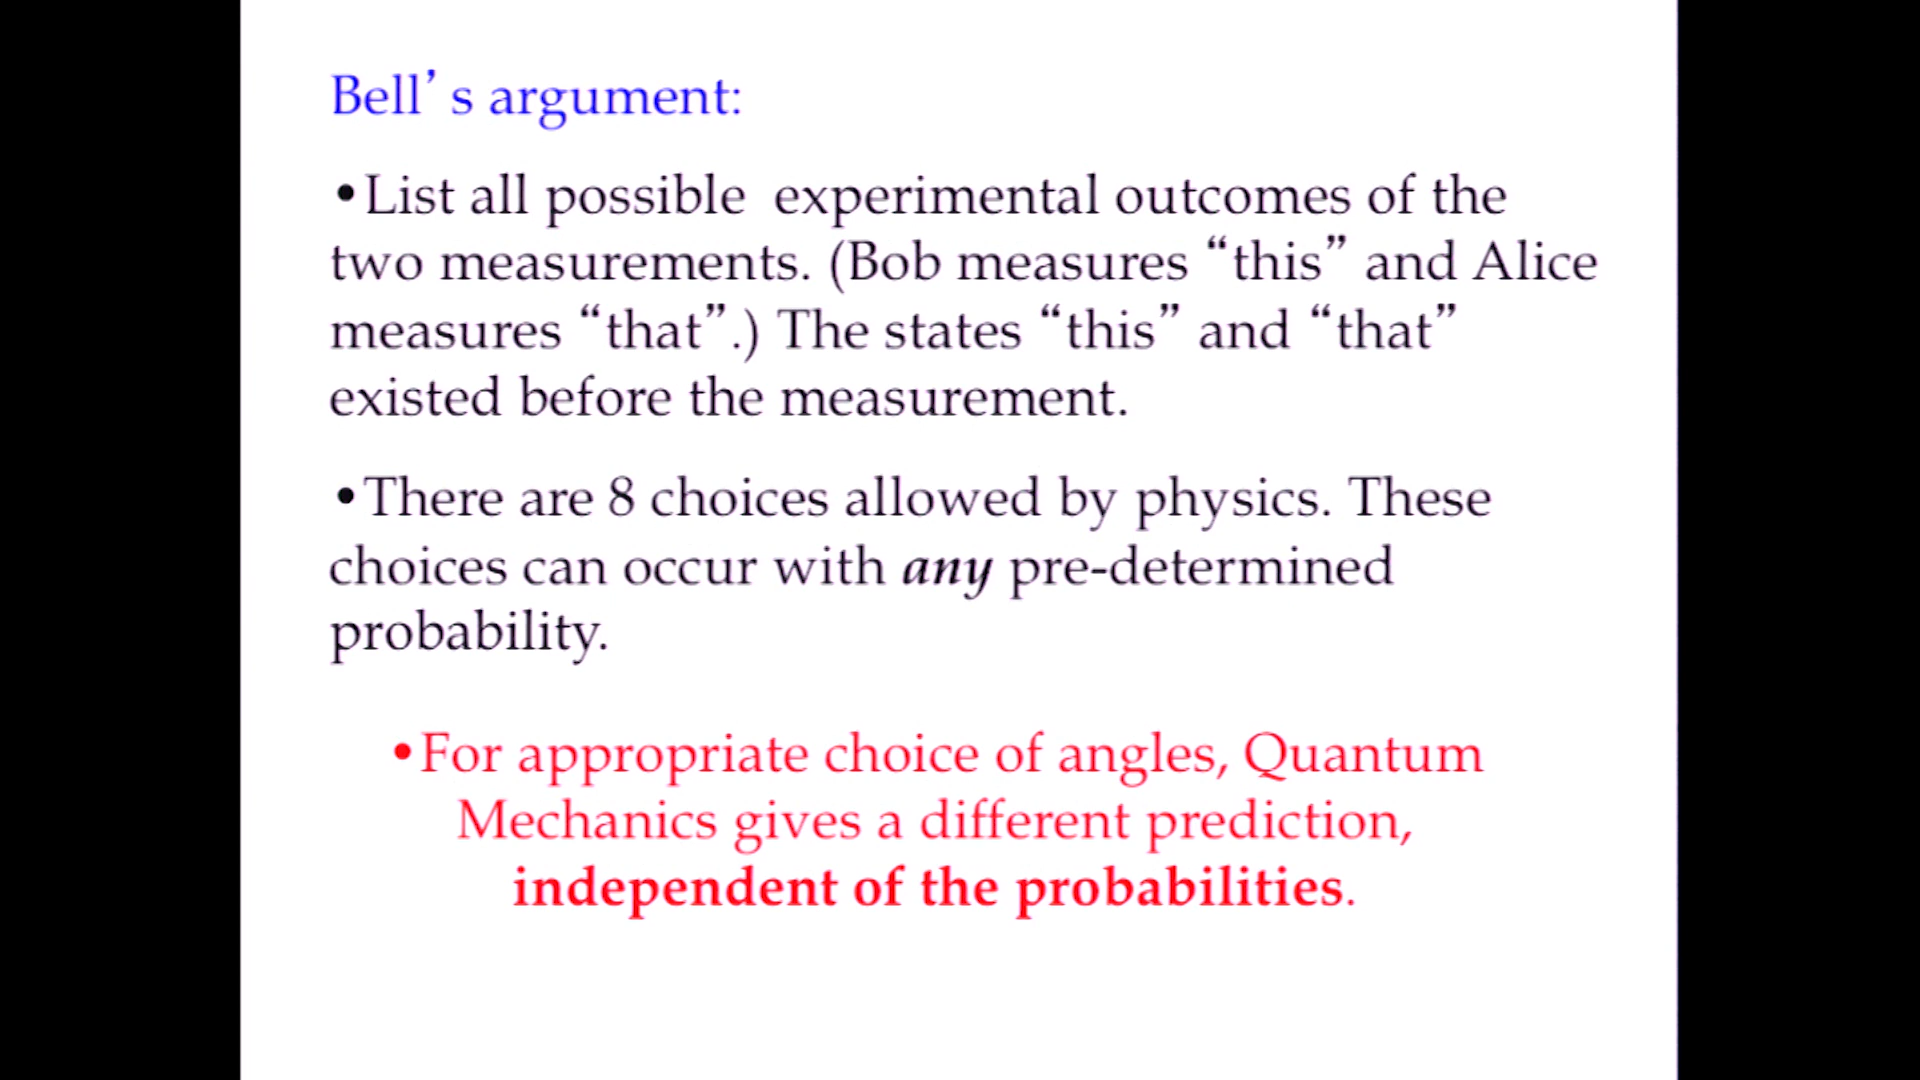 Bell’s argument:
•List all possible experimental outcomes of the
two measurements. (Bob measures “this” and Alice
measures “that”.) The states “this” and “that”
existed before the measurement.
•There are 8 choices allowed by physics. These
choices can occur with any pre-determined
probability.
•For appropriate choice of angles, Quantum
Mechanics gives a different prediction,
independent of the probabilities.